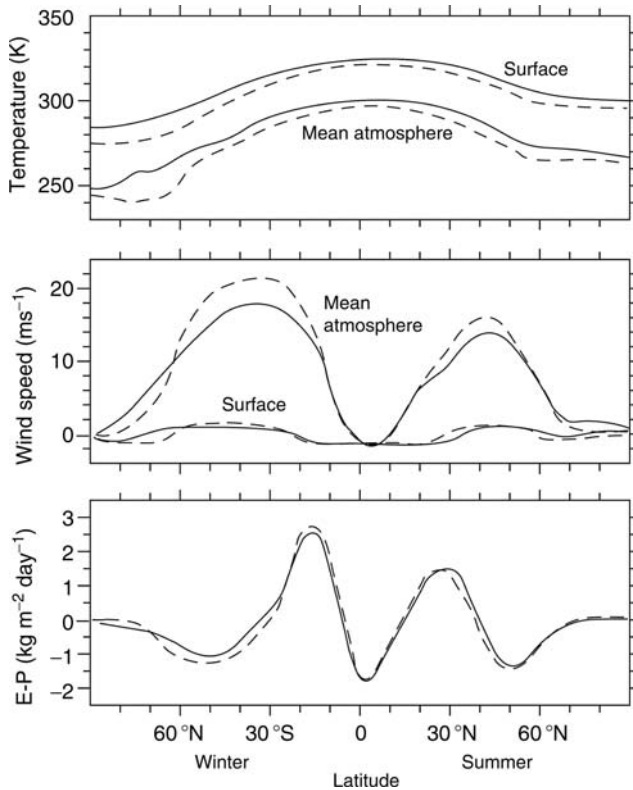 350
Surface
300
Mean atmosphere
250
Temperature (K)
20
Mean
atmosphere
10
Surface
0
Wind speed (ms⁻¹)
3
2
1
0
−1
−2
E-P (kg m⁻² day⁻¹)
60 °N 30 °S 0 30 °N 60 °N
Winter Summer
Latitude